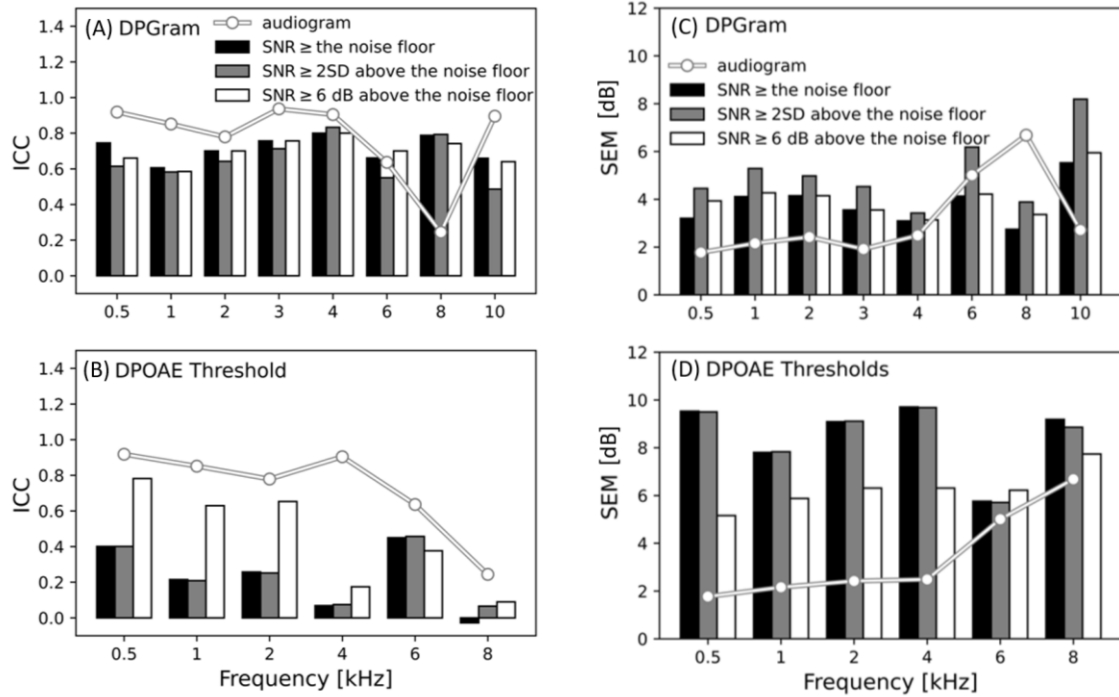 (A) DPGram
audiogram
SNR ≥ the noise floor
SNR ≥ 2SD above the noise floor
SNR ≥ 6 dB above the noise floor
ICC
1.4
1.2
1.0
0.8
0.6
0.4
0.2
0.0
0.5 1 2 3 4 6 8 10
(C) DPGram
audiogram
SNR ≥ the noise floor
SNR ≥ 2SD above the noise floor
SNR ≥ 6 dB above the noise floor
SEM [dB]
12
10
8
6
4
2
0
0.5 1 2 3 4 6 8 10
(B) DPOAE Threshold
ICC
1.4
1.2
1.0
0.8
0.6
0.4
0.2
0.0
0.5 1 2 4 6 8
Frequency [kHz]
(D) DPOAE Thresholds
SEM [dB]
12
10
8
6
4
2
0
0.5 1 2 4 6 8
Frequency [kHz]